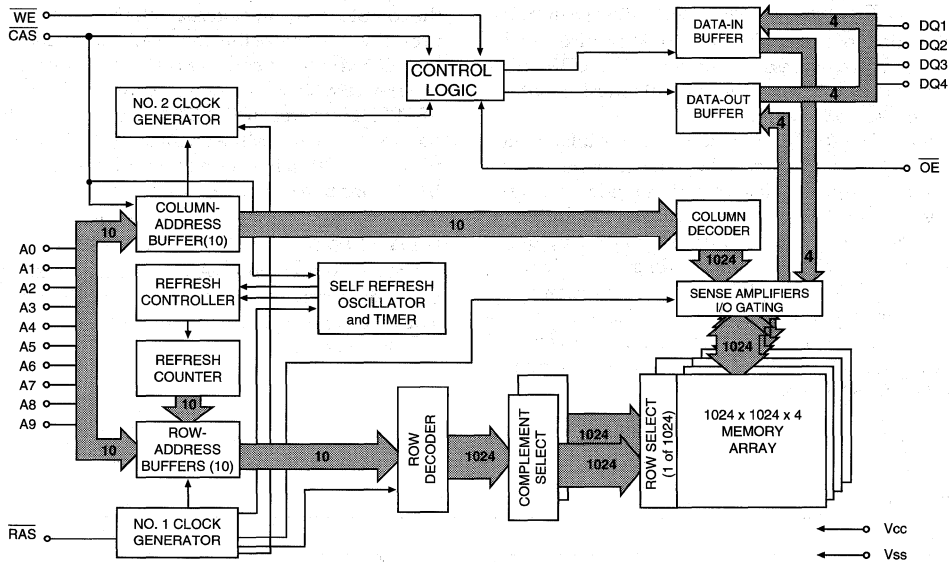 WE
CAS
NO. 2 CLOCK
GENERATOR
CONTROL
LOGIC
DATA-IN
BUFFER
DATA-OUT
BUFFER
4
4
4
4
DQ1
DQ2
DQ3
DQ4
OE
COLUMN-
ADDRESS
BUFFER(10)
10
10
COLUMN
DECODER
1024
A0
A1
A2
A3
A4
A5
A6
A7
A8
A9
REFRESH
CONTROLLER
SELF REFRESH
OSCILLATOR
and TIMER
SENSE AMPLIFIERS
I/O GATING
1024
REFRESH
COUNTER
10
ROW-
ADDRESS
BUFFERS (10)
10
10
ROW
DECODER
1024
COMPLEMENT
SELECT
1024
1024
ROW SELECT
(1 of 1024)
1024 x 1024 x 4
MEMORY
ARRAY
RAS
NO. 1 CLOCK
GENERATOR
Vcc
Vss